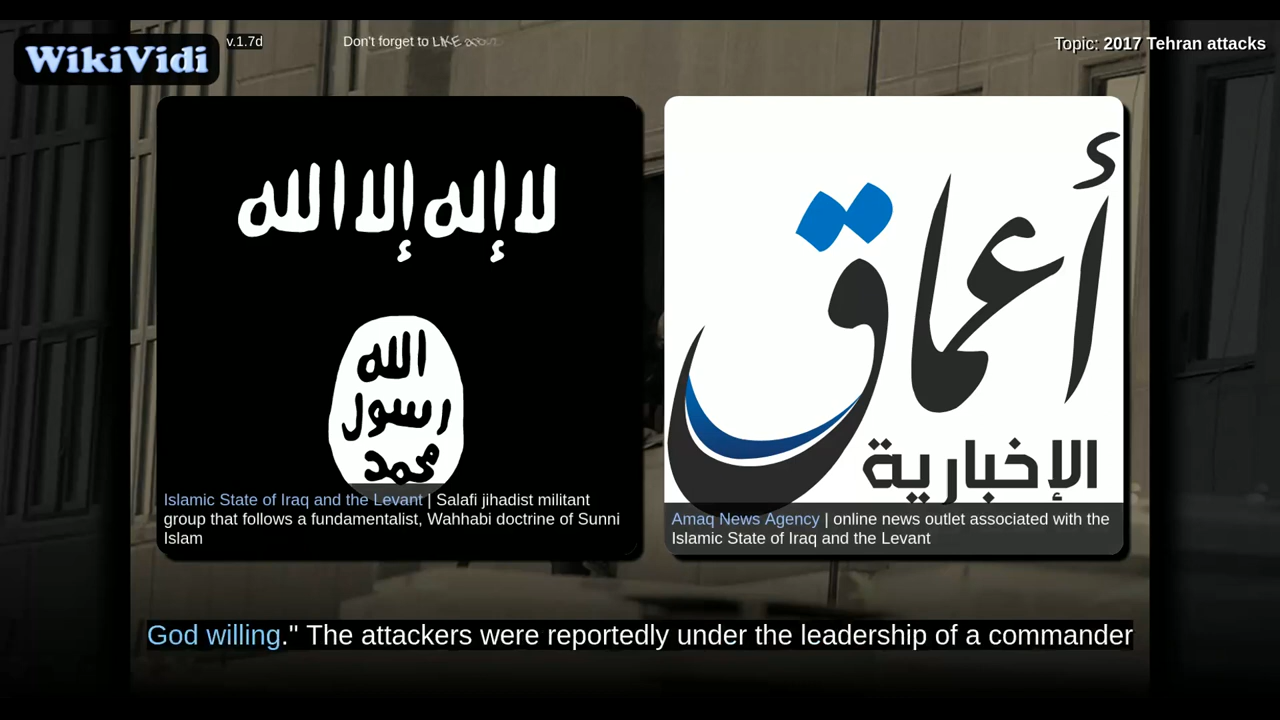 WikiVidi
v.1.7d
Don't forget to LIKE
Topic: 2017 Tehran attacks
لا إله إلا الله
الله
رسول
محمد
Islamic State of Iraq and the Levant | Salafi jihadist militant
group that follows a fundamentalist, Wahhabi doctrine of Sunni
Islam
أعماق
الإخبارية
Amaq News Agency | online news outlet associated with the
Islamic State of Iraq and the Levant
God willing." The attackers were reportedly under the leadership of a commander